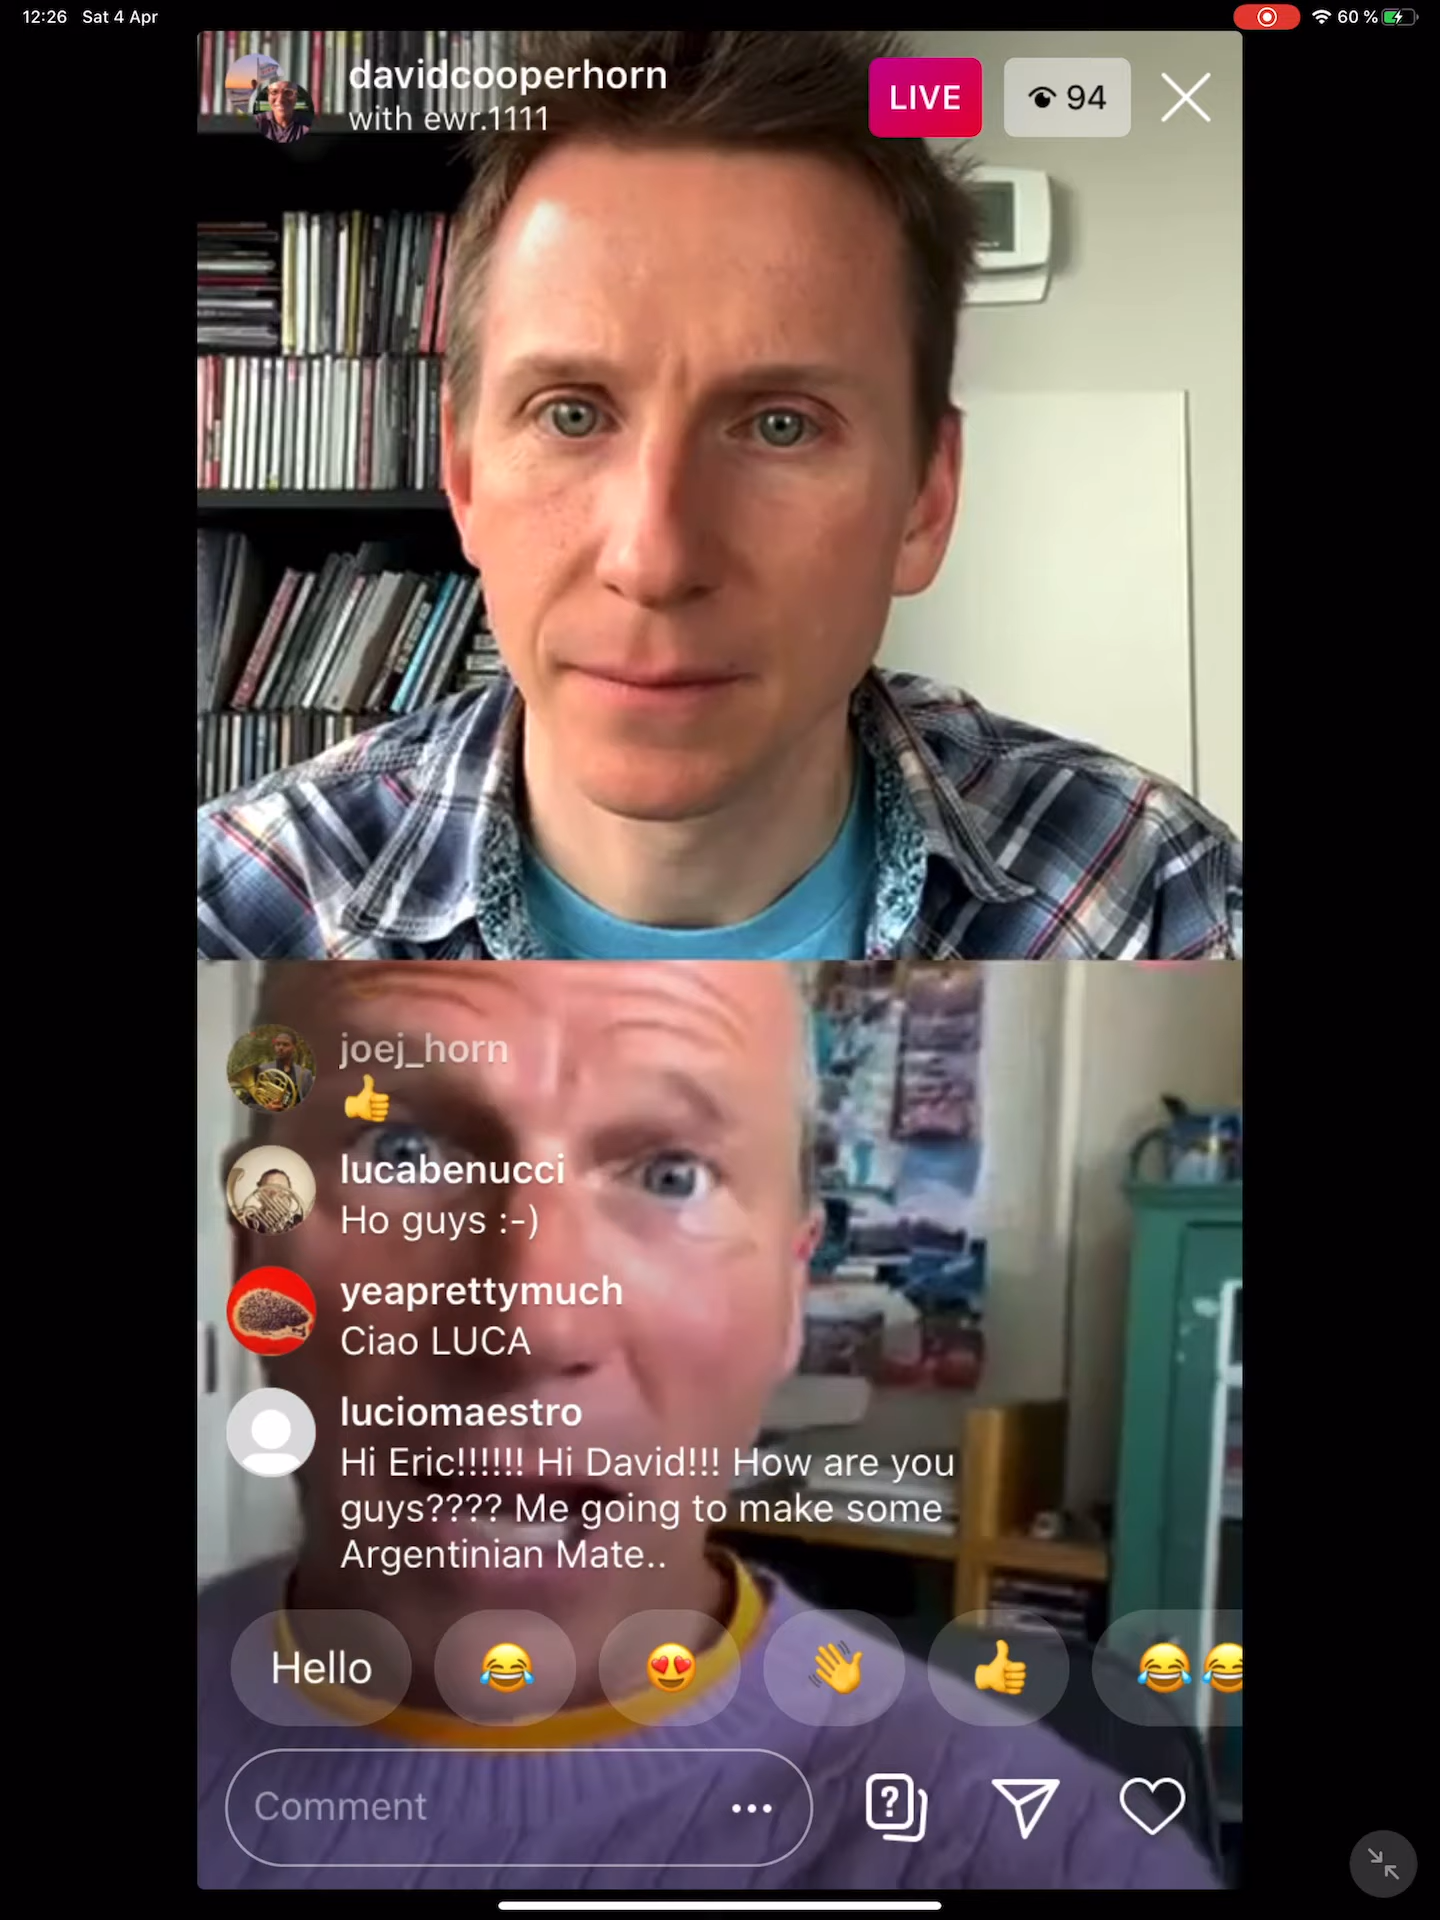 12:26 Sat 4 Apr
60 %
davidcooperhorn
with ewr.1111
LIVE
94
joej_horn
👍
lucabenucci
Ho guys :-)
yeaprettymuch
Ciao LUCA
luciomaestro
Hi Eric!!!!!! Hi David!!! How are you
guys???? Me going to make some
Argentinian Mate..
Hello 😂 😍 👋 👍 😂😂
Comment